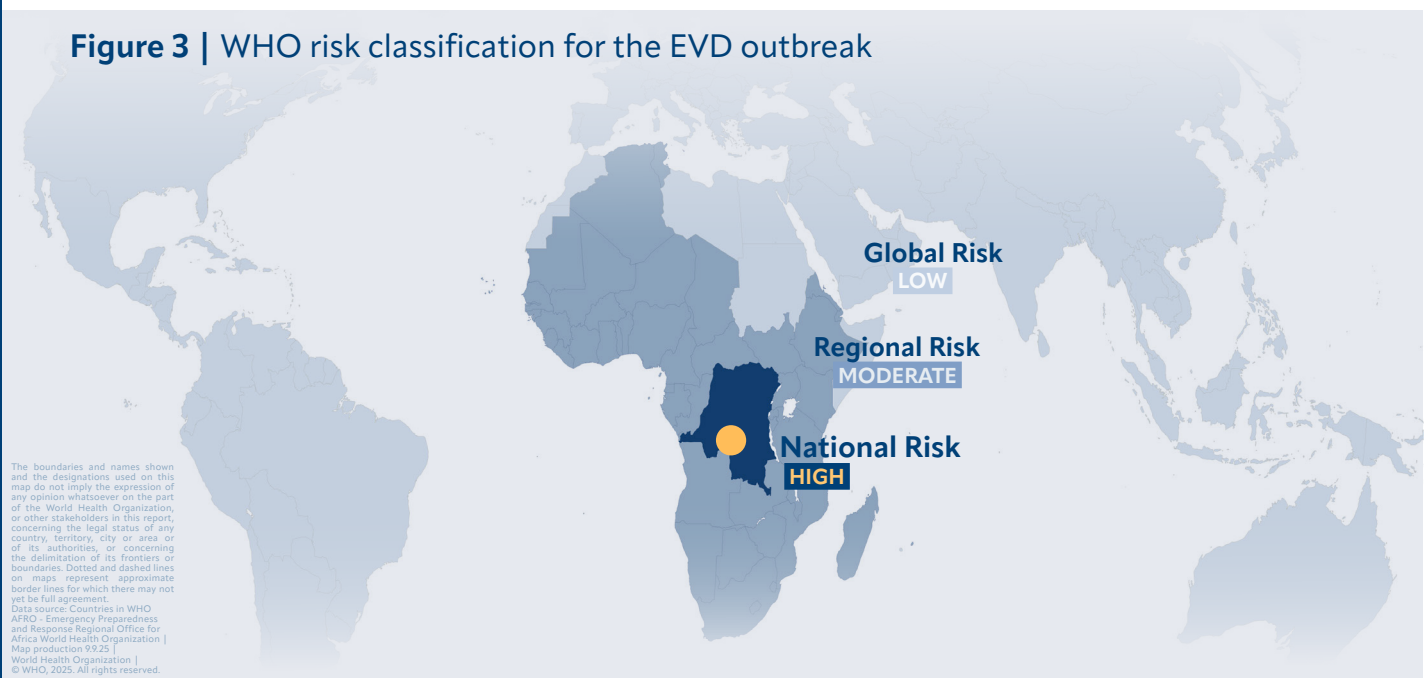 Figure 3 | WHO risk classification for the EVD outbreak
Global Risk
LOW
Regional Risk
MODERATE
National Risk
HIGH
The boundaries and names shown
and the designations used on this
map do not imply the expression of
any opinion whatsoever on the part
of the World Health Organization,
or other stakeholders in this report,
concerning the legal status of any
country, territory, city or area or
of its authorities, or concerning
the delimitation of its frontiers or
boundaries. Dotted and dashed lines
on maps represent approximate
border lines for which there may not
yet be full agreement.
Data source: Countries in WHO
AFRO - Emergency Preparedness
and Response Regional Office for
Africa World Health Organization |
Map production 9.9.25 |
World Health Organization |
© WHO, 2025. All rights reserved.